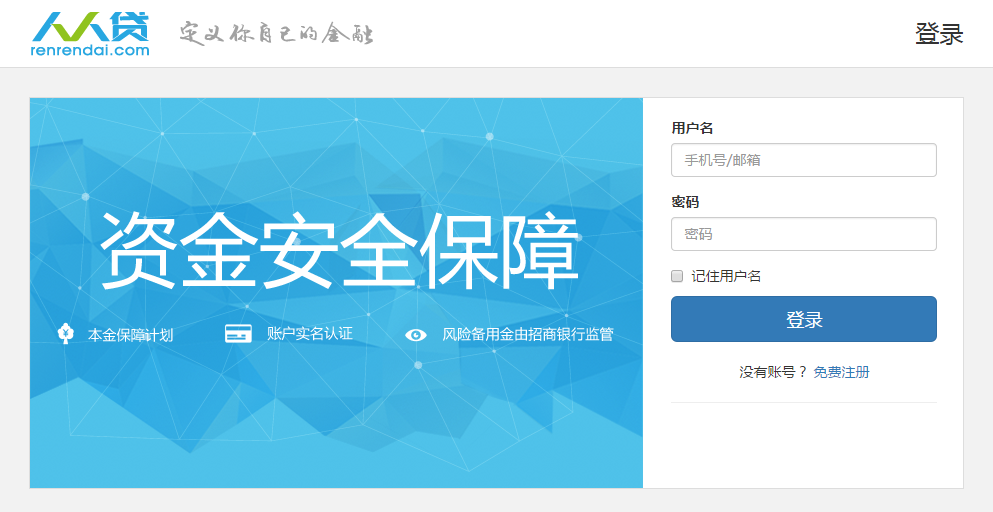 人人贷
renrendai.com
定义你自己的金融
登录
资金安全保障
本金保障计划
账户实名认证
风险备用金由招商银行监管
用户名
手机号/邮箱
密码
密码
记住用户名
登录
没有账号？ 免费注册